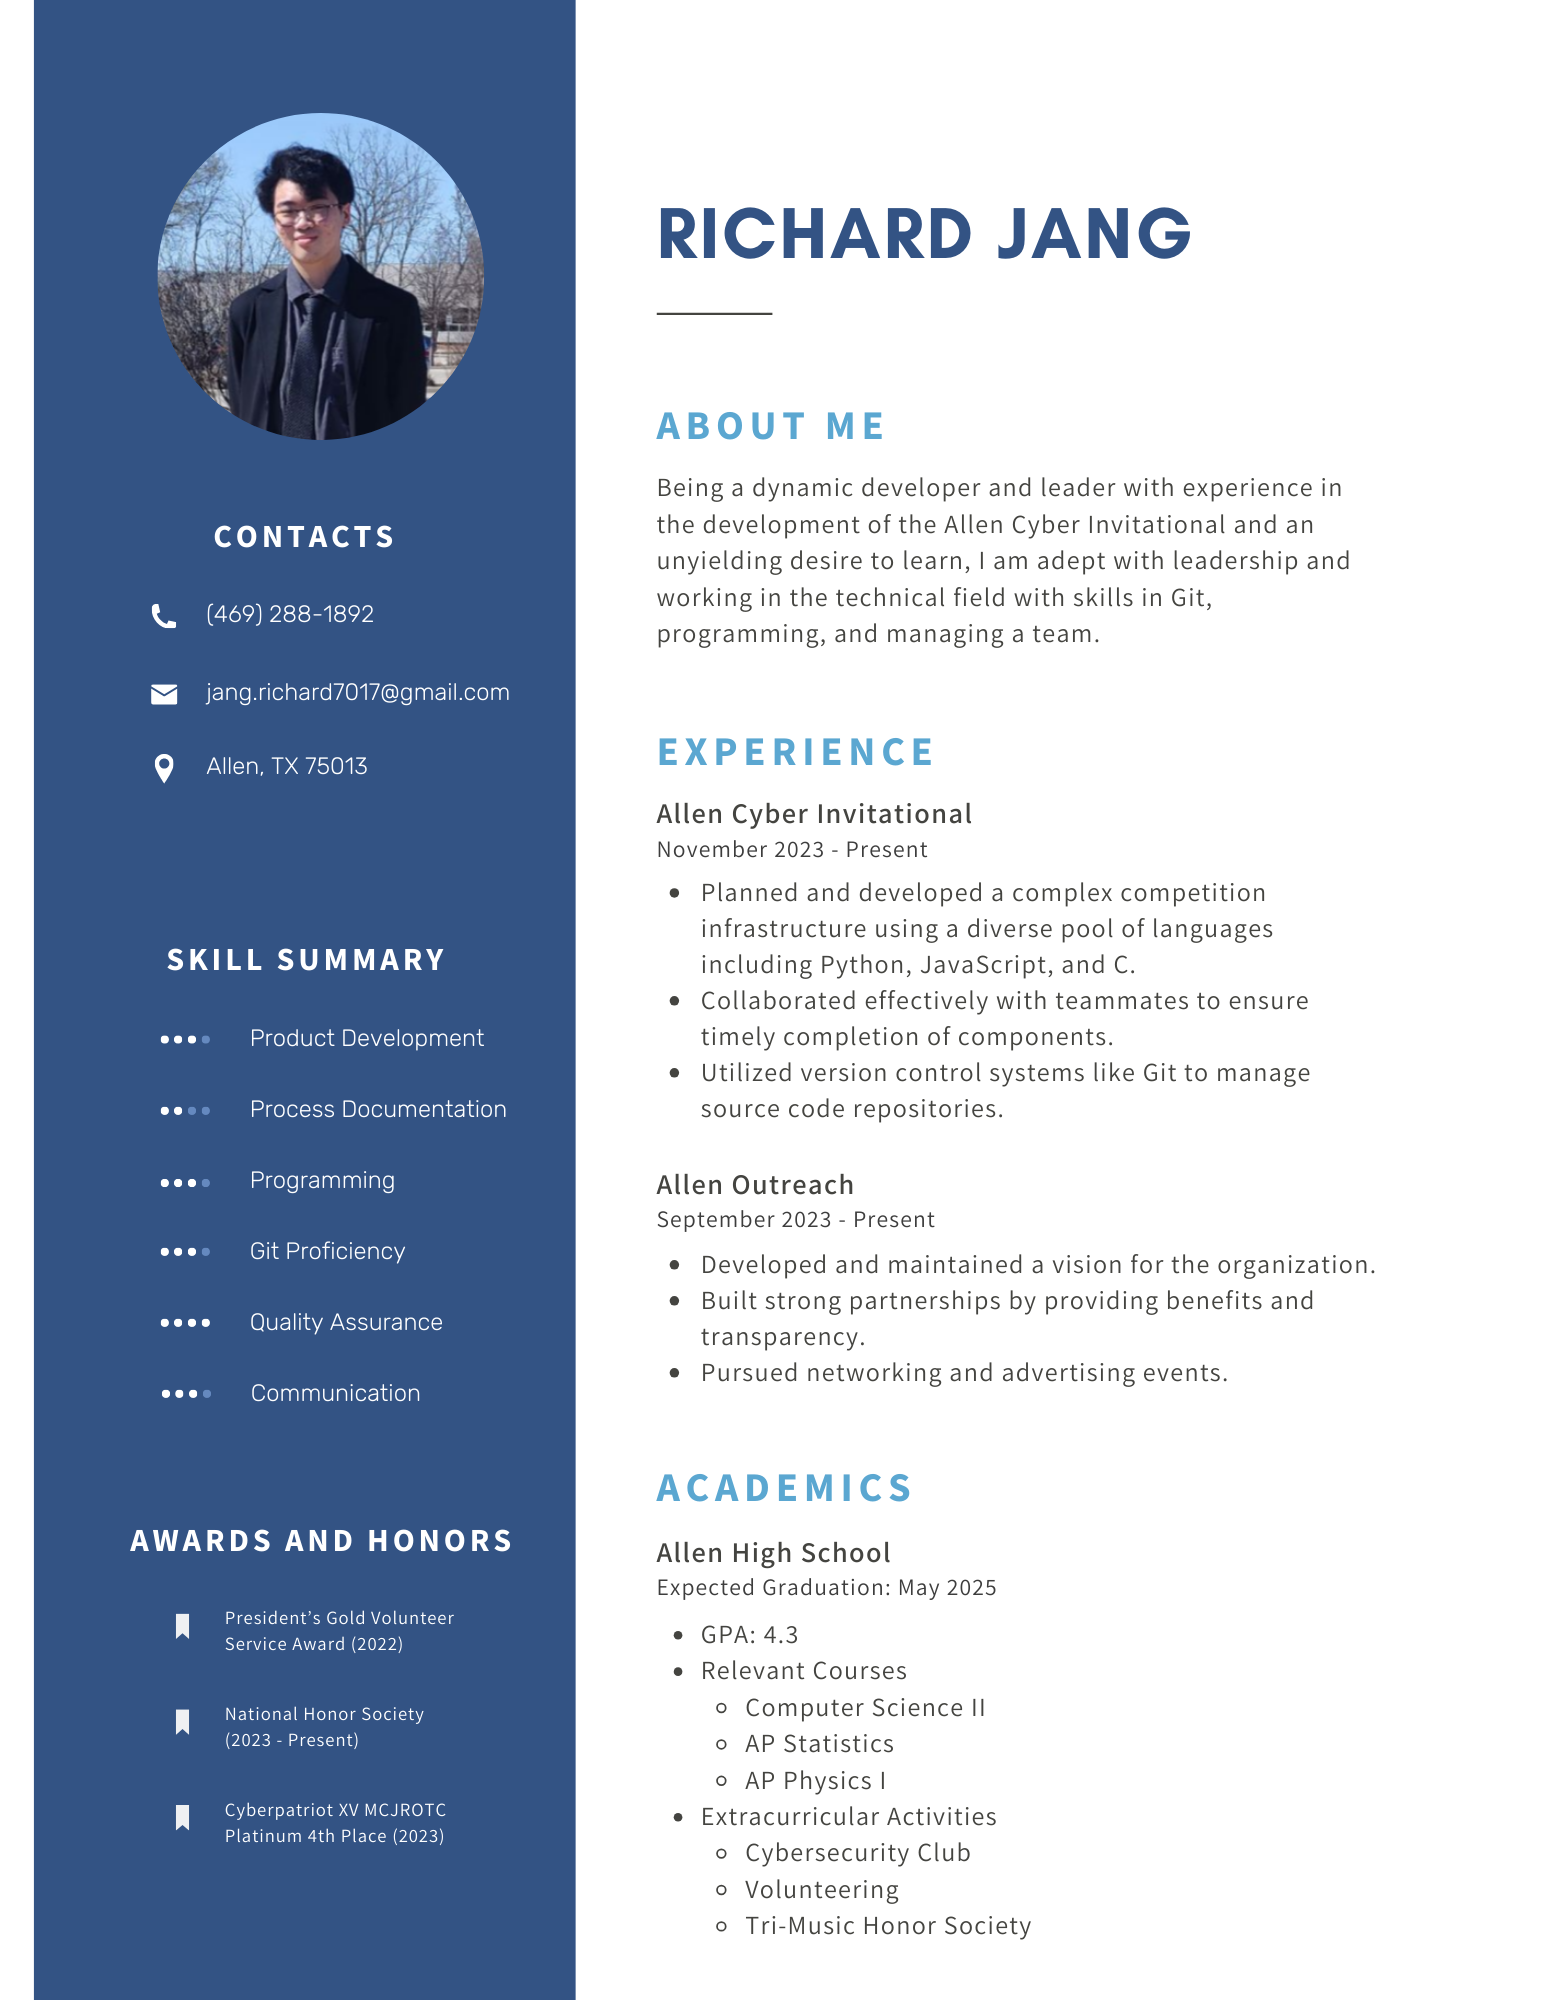 RICHARD JANG
CONTACTS
(469) 288-1892
jang.richard7017@gmail.com
Allen, TX 75013
SKILL SUMMARY
Product Development
Process Documentation
Programming
Git Proficiency
Quality Assurance
Communication
AWARDS AND HONORS
President’s Gold Volunteer
Service Award (2022)
National Honor Society
(2023 - Present)
Cyberpatriot XV MCJROTC
Platinum 4th Place (2023)
ABOUT ME
Being a dynamic developer and leader with experience in
the development of the Allen Cyber Invitational and an
unyielding desire to learn, I am adept with leadership and
working in the technical field with skills in Git,
programming, and managing a team.
EXPERIENCE
Allen Cyber Invitational
November 2023 - Present
Planned and developed a complex competition
infrastructure using a diverse pool of languages
including Python, JavaScript, and C.
Collaborated effectively with teammates to ensure
timely completion of components.
Utilized version control systems like Git to manage
source code repositories.
Allen Outreach
September 2023 - Present
Developed and maintained a vision for the organization.
Built strong partnerships by providing benefits and
transparency.
Pursued networking and advertising events.
ACADEMICS
Allen High School
Expected Graduation: May 2025
GPA: 4.3
Relevant Courses
Computer Science II
AP Statistics
AP Physics I
Extracurricular Activities
Cybersecurity Club
Volunteering
Tri-Music Honor Society